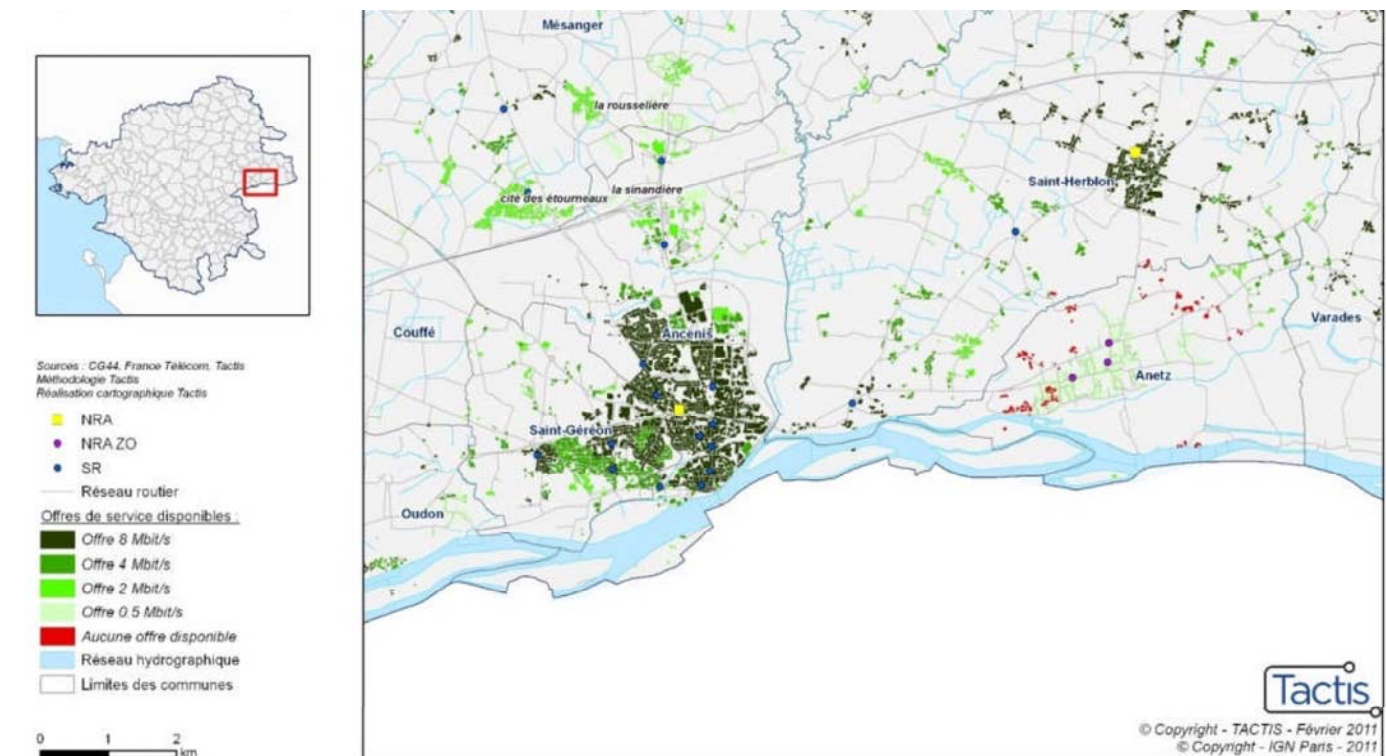 Sources : CG44, France Télécom, Tactis
Méthodologie Tactis
Réalisation cartographique Tactis
NRA
NRA ZO
SR
Réseau routier
Offres de service disponibles :
Offre 8 Mbit/s
Offre 4 Mbit/s
Offre 2 Mbit/s
Offre 0.5 Mbit/s
Aucune offre disponible
Réseau hydrographique
Limites des communes
0 1 2
km
Mésanger
la rousselière
la sinandière
cité des étourneaux
Saint-Herblon
Couffé
Ancenis
Varades
Anetz
Saint-Géréon
Oudon
Tactis
© Copyright - TACTIS - Février 2011
© Copyright - IGN Paris - 2011